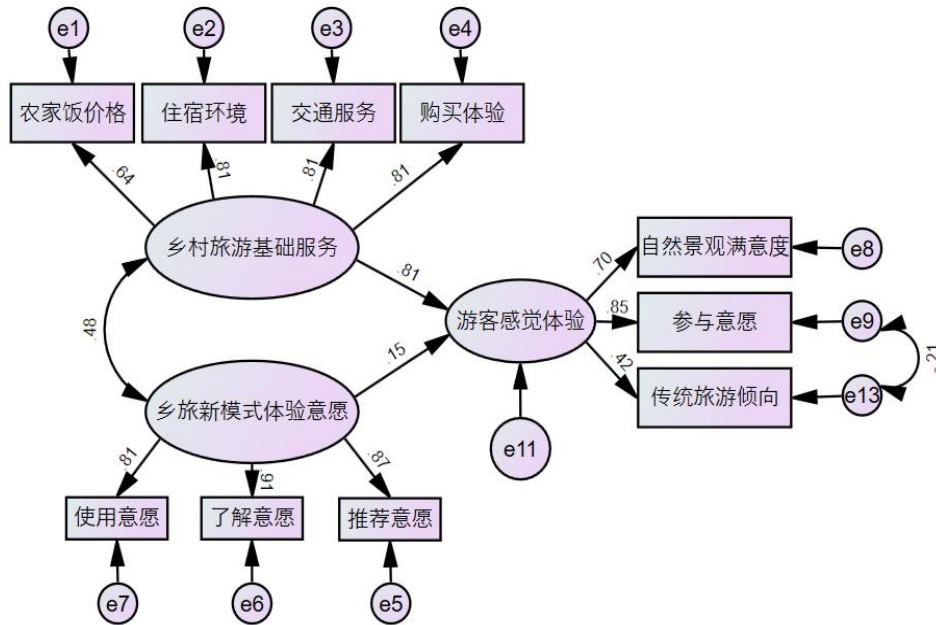 e1
e2
e3
e4
农家饭价格
住宿环境
交通服务
购买体验
.64
.81
.81
.81
乡村旅游基础服务
.81
.48
.15
乡旅新模式体验意愿
游客感觉体验
e11
.70
.85
.42
自然景观满意度
参与意愿
传统旅游倾向
e8
e9
e13
-.21
.81
.91
.87
使用意愿
了解意愿
推荐意愿
e7
e6
e5